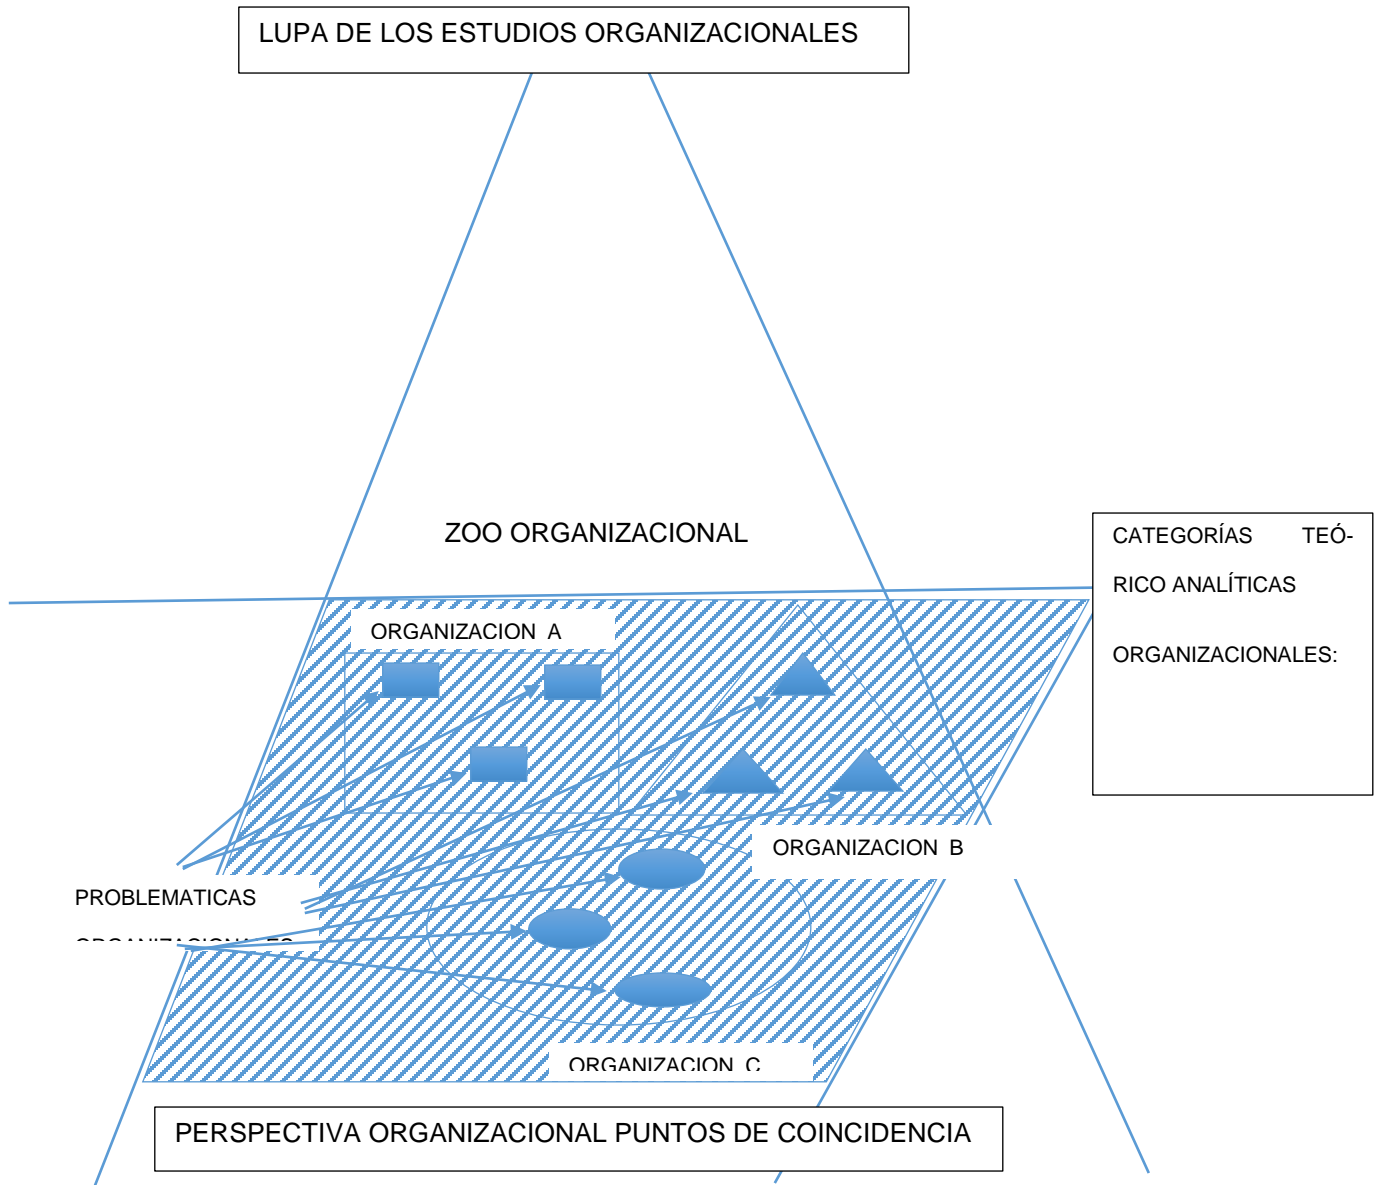 LUPA DE LOS ESTUDIOS ORGANIZACIONALES
ZOO ORGANIZACIONAL
CATEGORÍAS TEÓ-
RICO ANALÍTICAS
ORGANIZACIONALES:
ORGANIZACION A
ORGANIZACION B
PROBLEMATICAS
ORGANIZACIONALES
ORGANIZACION C
PERSPECTIVA ORGANIZACIONAL PUNTOS DE COINCIDENCIA